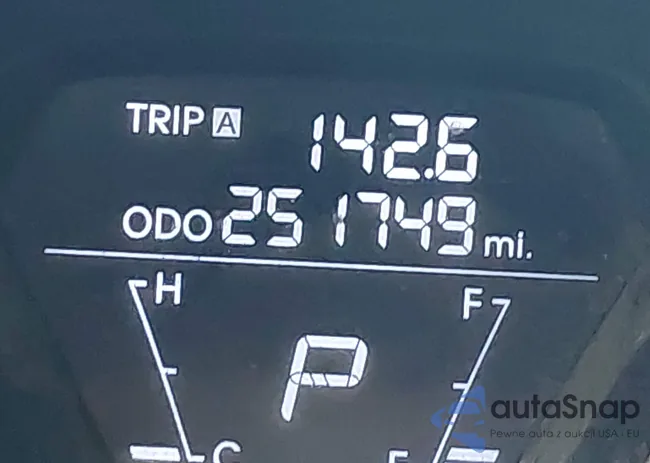 TRIP A 142.6
ODO 251749 mi.
H F
P
C E
autaSnap
Pewne auta z aukcji USA - EU